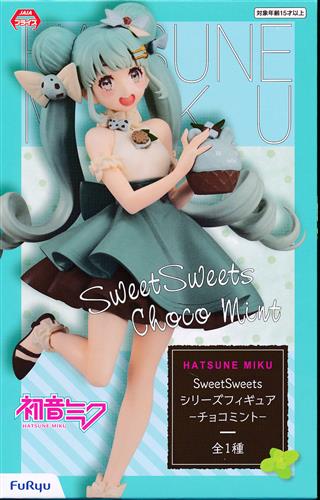 JAIA
対象年齢15才以上
HATSUNE
MIKU
SweetSweets
Choco Mint
HATSUNE MIKU
SweetSweets
シリーズフィギュア
−チョコミント−
全1種
初音ミク
HATSUNE MIKU
FuRyu